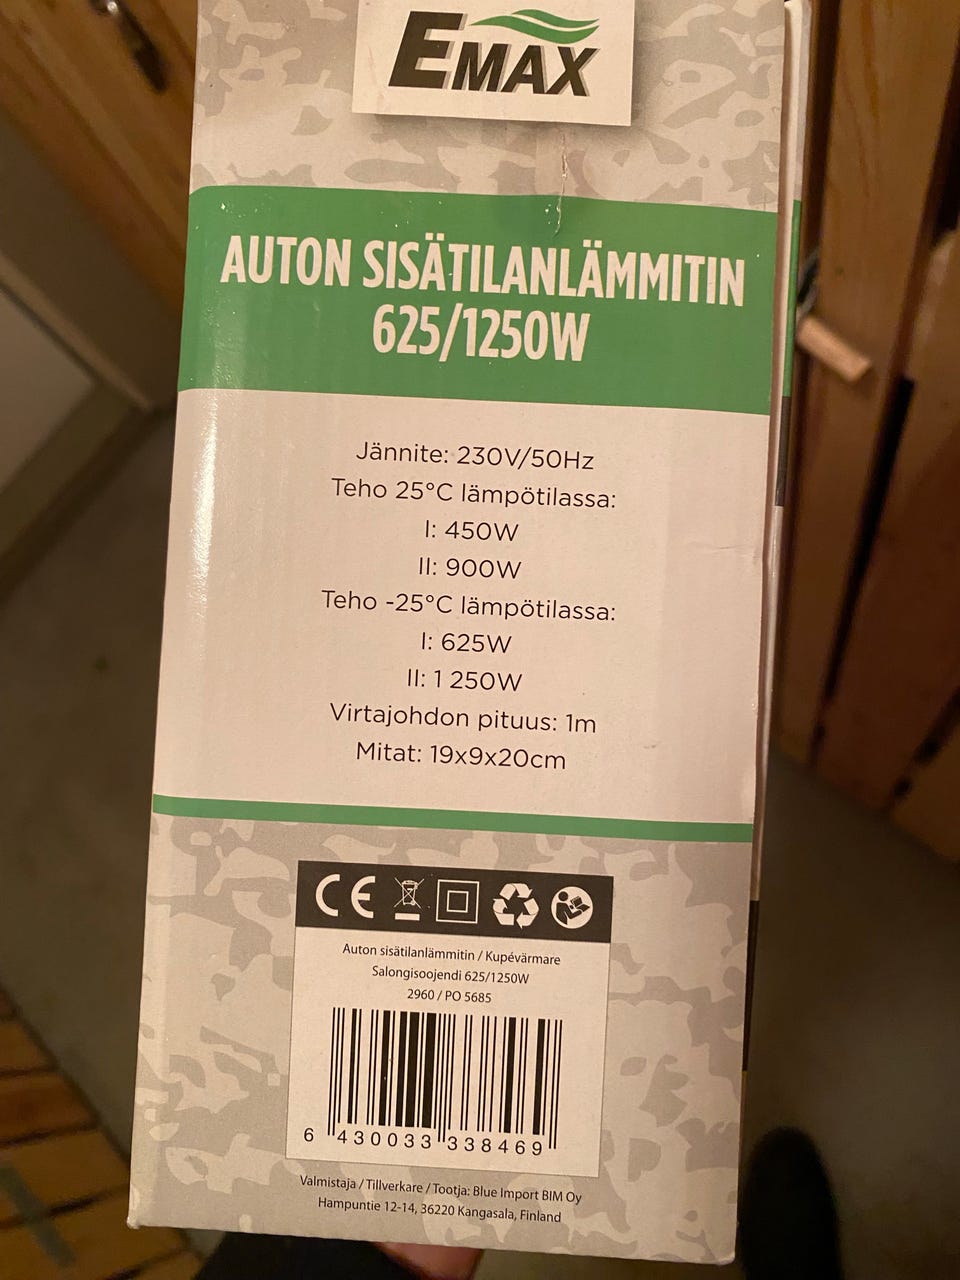 EMAX
AUTON SISÄTILANLÄMMITIN
625/1250W
Jännite: 230V/50Hz
Teho 25°C lämpötilassa:
I: 450W
II: 900W
Teho -25°C lämpötilassa:
I: 625W
II: 1 250W
Virtajohdon pituus: 1m
Mitat: 19x9x20cm
CE
Auton sisätilanlämmitin / Kupévärmare
Salongisoojendi 625/1250W
2960 / PO 5685
6 430033 338469
Valmistaja / Tillverkare / Tootja: Blue Import BIM Oy
Hampuntie 12-14, 36220 Kangasala, Finland